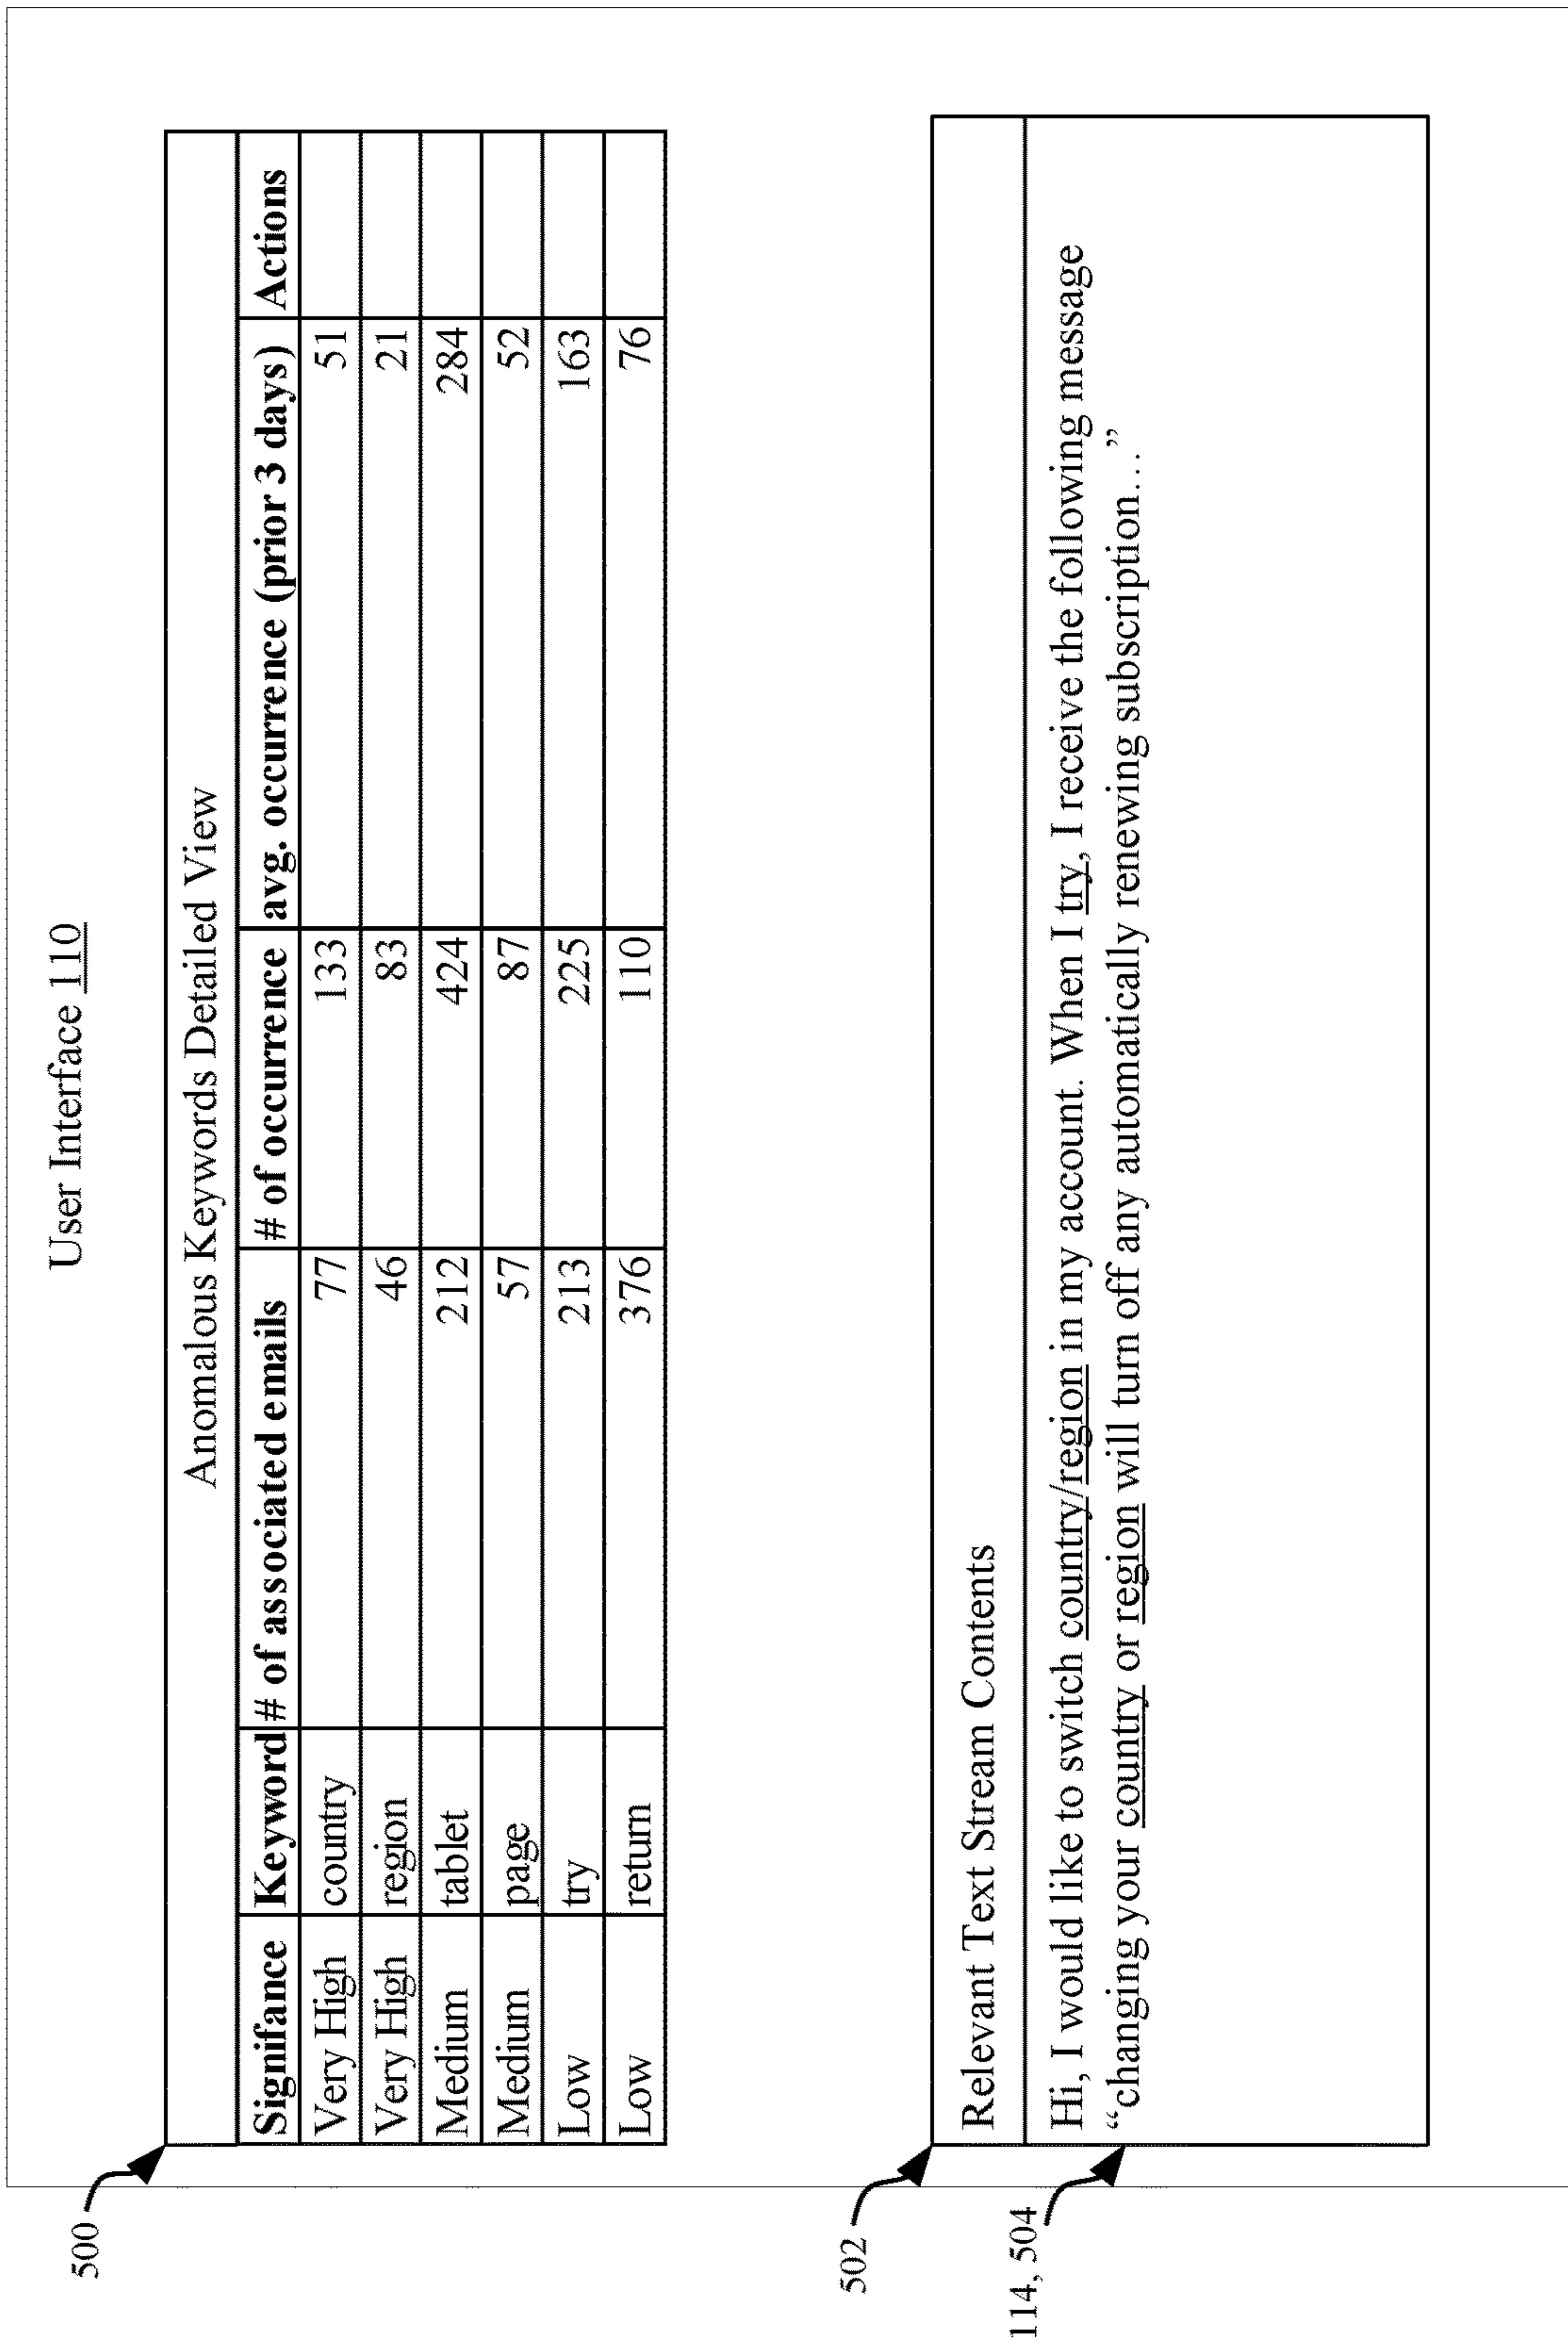 User Interface 110
500
Anomalous Keywords Detailed View
Signifance Keyword # of associated emails # of occurrence avg. occurrence (prior 3 days) Actions
Very High country 77 133 51
Very High region 46 83 21
Medium tablet 212 424 284
Medium page 57 87 52
Low try 213 225 163
Low return 376 110 76
502
Relevant Text Stream Contents
114, 504
Hi, I would like to switch country/region in my account. When I try, I receive the following message
“changing your country or region will turn off any automatically renewing subscription…”